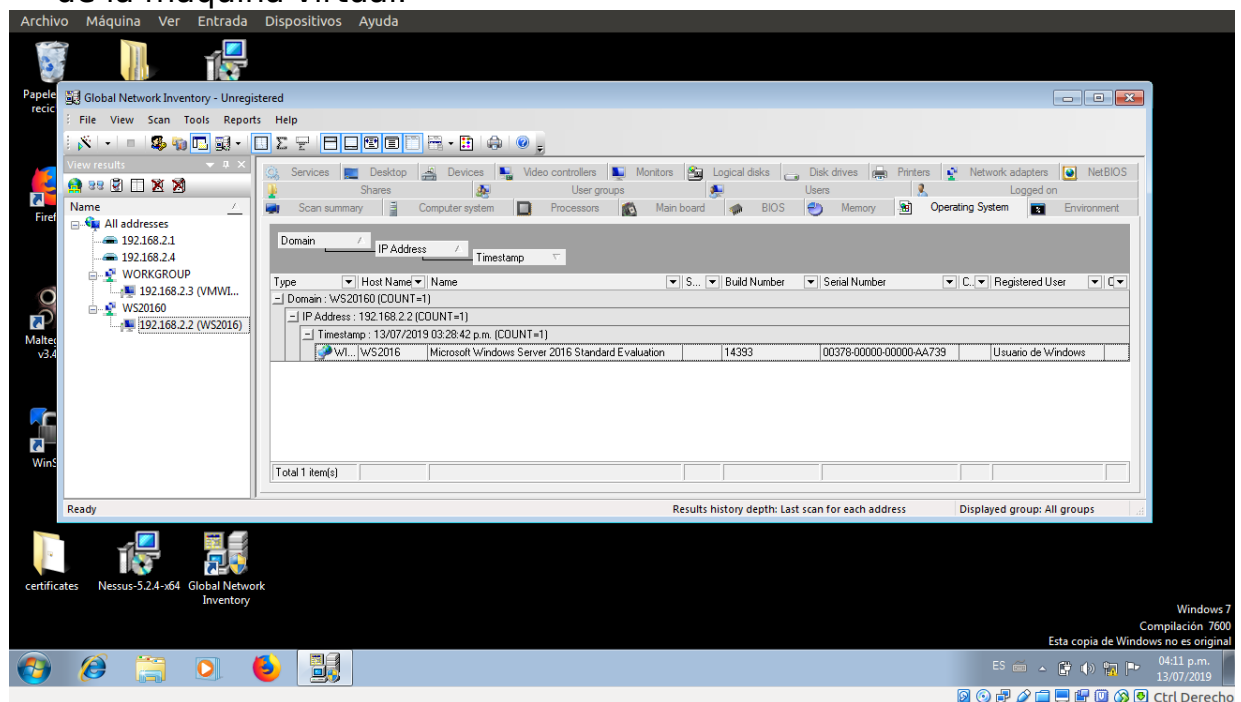 de la máquina virtual.
Archivo Máquina Ver Entrada Dispositivos Ayuda
Papele
recic
Global Network Inventory - Unregistered
File View Scan Tools Reports Help
View results
Name
All addresses
192.168.2.1
192.168.2.4
WORKGROUP
192.168.2.3 (VMWI...
WS20160
192.168.2.2 (WS2016)
Services Desktop Devices Video controllers Monitors Logical disks Disk drives Printers Network adapters NetBIOS
Shares User groups Users Logged on
Scan summary Computer system Processors Main board BIOS Memory Operating System Environment
Domain
IP Address
Timestamp
Type Host Name Name S... Build Number Serial Number C... Registered User C
Domain : WS20160 (COUNT=1)
IP Address : 192.168.2.2 (COUNT=1)
Timestamp : 13/07/2019 03:28:42 p.m. (COUNT=1)
WI... WS2016 Microsoft Windows Server 2016 Standard Evaluation 14393 00378-00000-00000-AA739 Usuario de Windows
Total 1 item(s)
Ready Results history depth: Last scan for each address Displayed group: All groups
Firef
Malteg
v3.4
WinS
certificates Nessus-5.2.4-x64 Global Network
Inventory
Windows 7
Compilación 7600
Esta copia de Windows no es original
ES 04:11 p.m.
13/07/2019
Ctrl Derecho